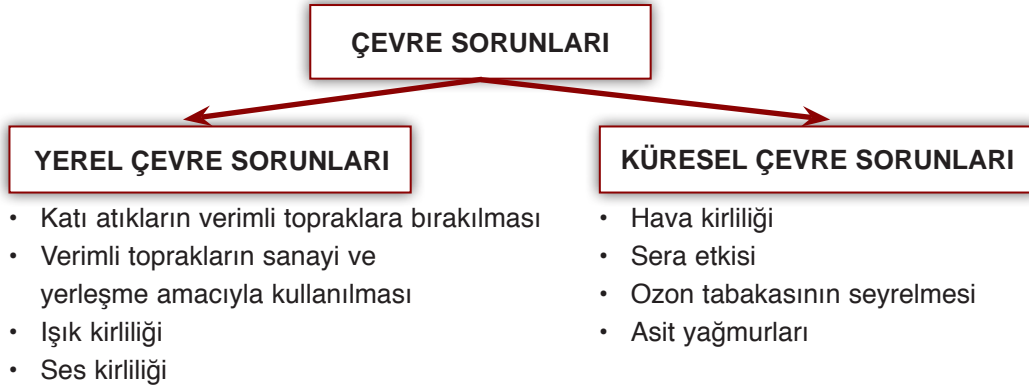 ÇEVRE SORUNLARI
YEREL ÇEVRE SORUNLARI
• Katı atıkların verimli topraklara bırakılması
• Verimli toprakların sanayi ve
yerleşme amacıyla kullanılması
• Işık kirliliği
• Ses kirliliği
KÜRESEL ÇEVRE SORUNLARI
• Hava kirliliği
• Sera etkisi
• Ozon tabakasının seyrelmesi
• Asit yağmurları